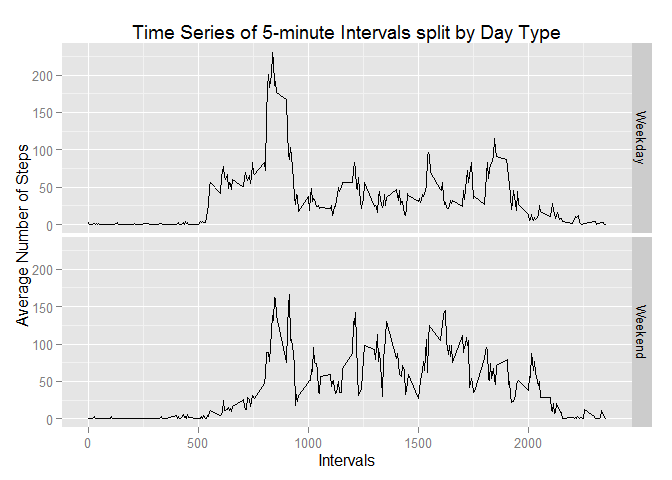 Time Series of 5-minute Intervals split by Day Type
Average Number of Steps
200
150
100
50
0
Weekday
200
150
100
50
0
Weekend
0 500 1000 1500 2000
Intervals